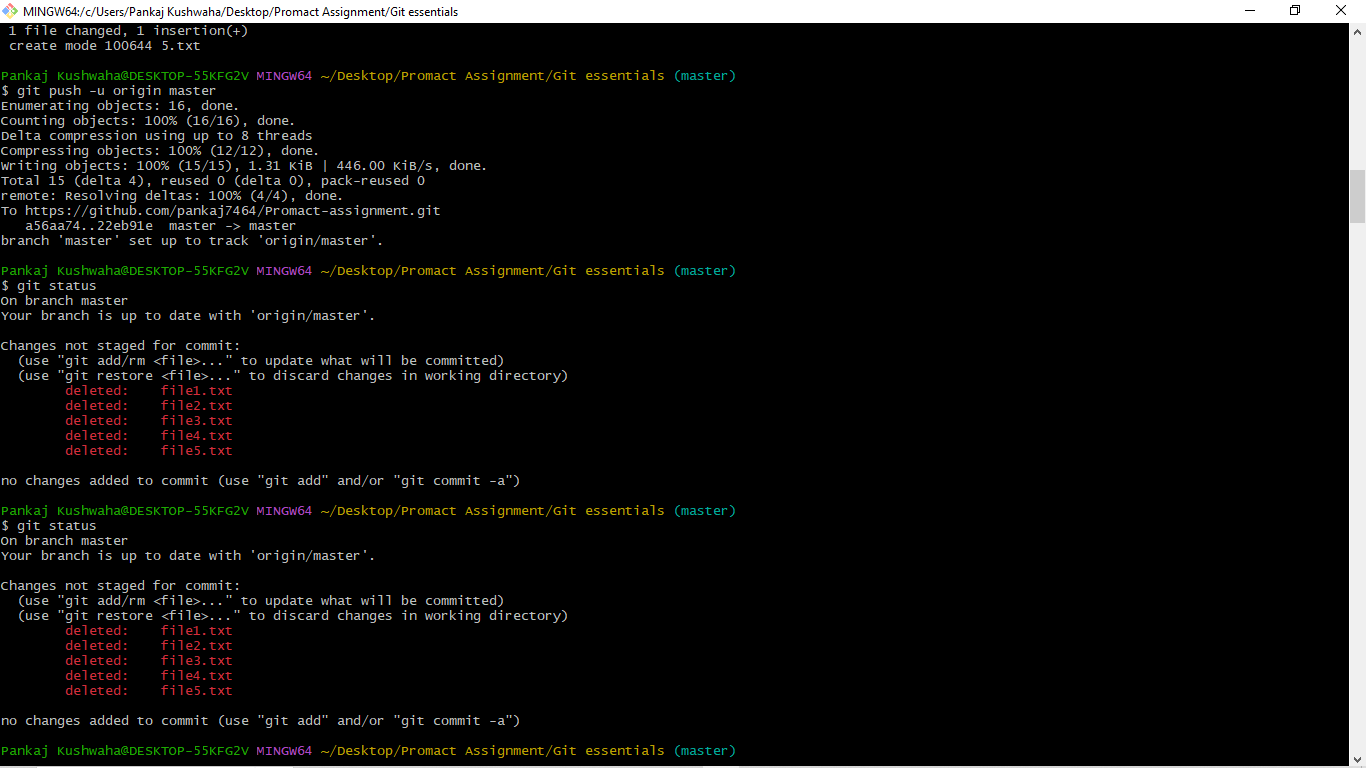 MINGW64:/c/Users/Pankaj Kushwaha/Desktop/Promact Assignment/Git essentials
1 file changed, 1 insertion(+)
create mode 100644 5.txt
Pankaj Kushwaha@DESKTOP-55KFG2V MINGW64 ~/Desktop/Promact Assignment/Git essentials (master)
$ git push -u origin master
Enumerating objects: 16, done.
Counting objects: 100% (16/16), done.
Delta compression using up to 8 threads
Compressing objects: 100% (12/12), done.
Writing objects: 100% (15/15), 1.31 KiB | 446.00 KiB/s, done.
Total 15 (delta 4), reused 0 (delta 0), pack-reused 0
remote: Resolving deltas: 100% (4/4), done.
To https://github.com/pankaj7464/Promact-assignment.git
a56aa74..22eb91e  master -> master
branch 'master' set up to track 'origin/master'.
Pankaj Kushwaha@DESKTOP-55KFG2V MINGW64 ~/Desktop/Promact Assignment/Git essentials (master)
$ git status
On branch master
Your branch is up to date with 'origin/master'.
Changes not staged for commit:
(use "git add/rm <file>..." to update what will be committed)
(use "git restore <file>..." to discard changes in working directory)
deleted:    file1.txt
deleted:    file2.txt
deleted:    file3.txt
deleted:    file4.txt
deleted:    file5.txt
no changes added to commit (use "git add" and/or "git commit -a")
Pankaj Kushwaha@DESKTOP-55KFG2V MINGW64 ~/Desktop/Promact Assignment/Git essentials (master)
$ git status
On branch master
Your branch is up to date with 'origin/master'.
Changes not staged for commit:
(use "git add/rm <file>..." to update what will be committed)
(use "git restore <file>..." to discard changes in working directory)
deleted:    file1.txt
deleted:    file2.txt
deleted:    file3.txt
deleted:    file4.txt
deleted:    file5.txt
no changes added to commit (use "git add" and/or "git commit -a")
Pankaj Kushwaha@DESKTOP-55KFG2V MINGW64 ~/Desktop/Promact Assignment/Git essentials (master)